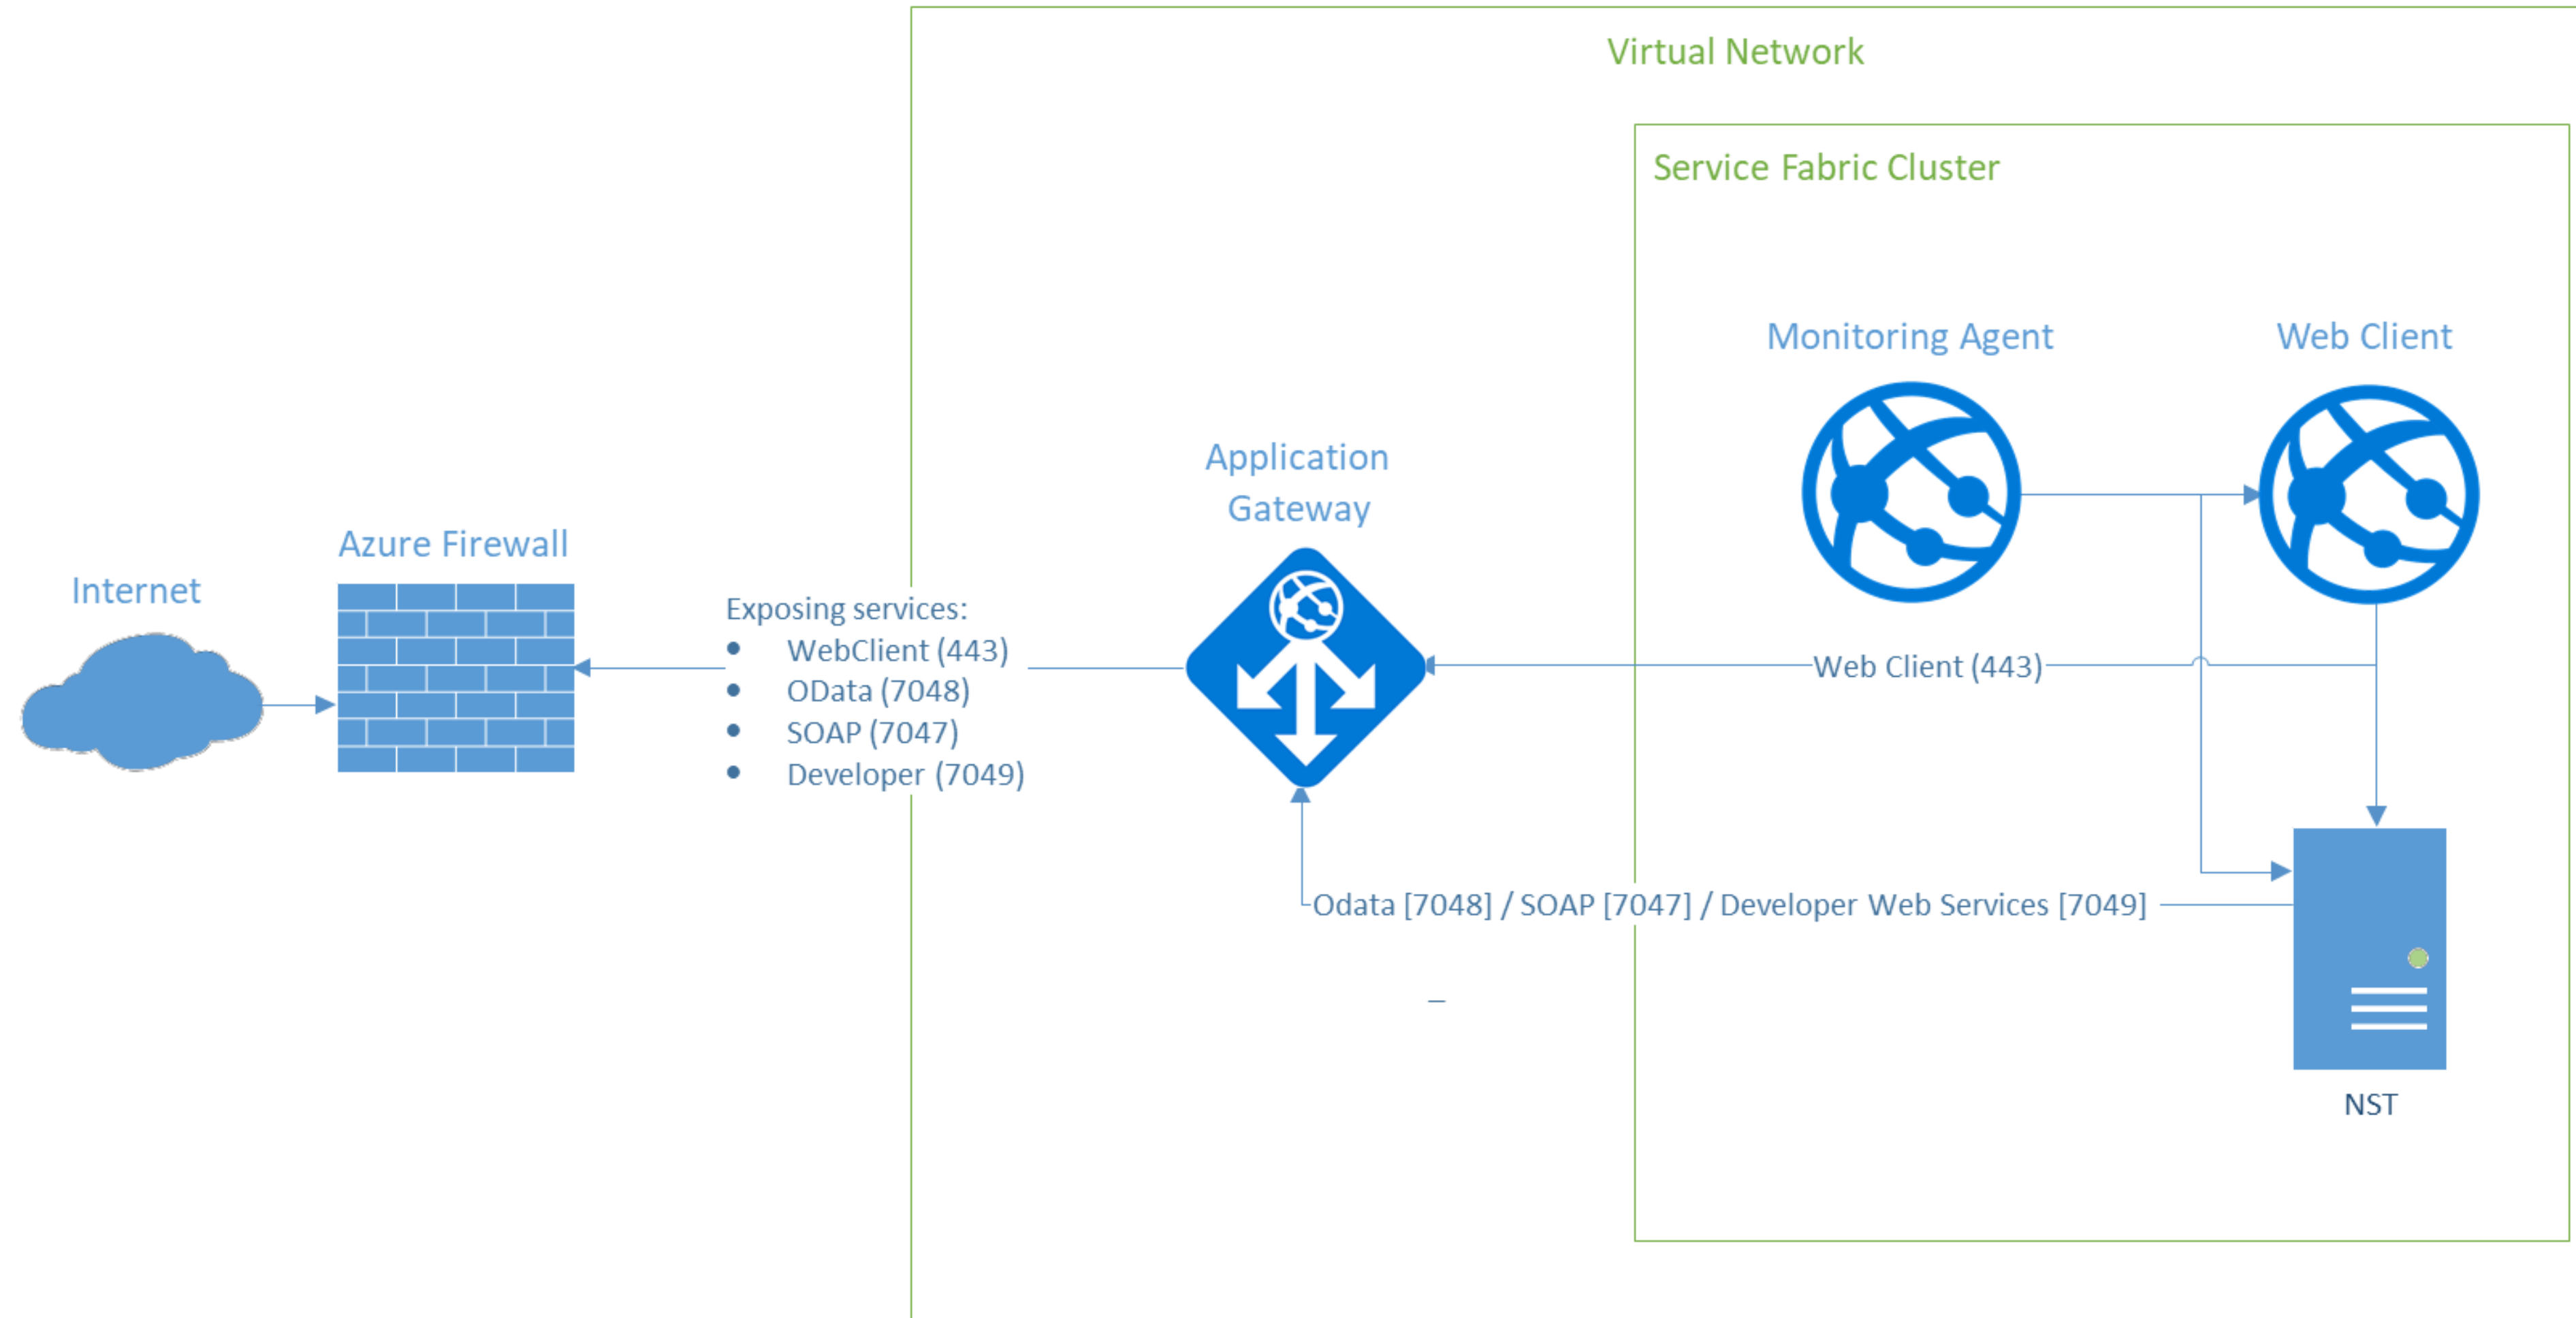 Virtual Network
Service Fabric Cluster
Monitoring Agent
Web Client
Application
Gateway
Azure Firewall
Internet
Exposing services:
• WebClient (443)
• OData (7048)
• SOAP (7047)
• Developer (7049)
Web Client (443)
Odata [7048] / SOAP [7047] / Developer Web Services [7049]
NST